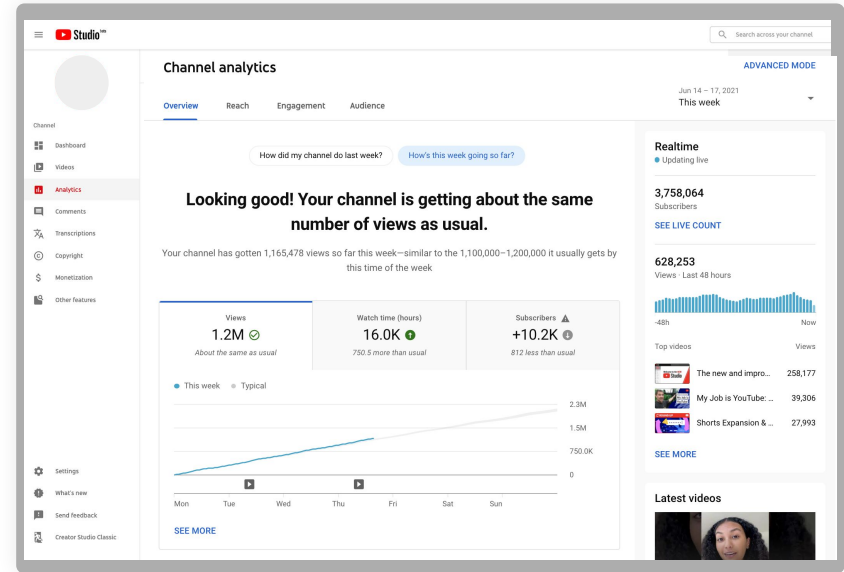 Studio
Search across your channel
Channel analytics
ADVANCED MODE
Jun 14 – 17, 2021
This week
Overview
Reach
Engagement
Audience
Channel
Dashboard
Videos
Analytics
Comments
Transcriptions
Copyright
Monetization
Other features
Settings
What's new
Send feedback
Creator Studio Classic
How did my channel do last week?
How's this week going so far?
Looking good! Your channel is getting about the same
number of views as usual.
Your channel has gotten 1,165,478 views so far this week—similar to the 1,100,000–1,200,000 it usually gets by
this time of the week
Views
1.2M
About the same as usual
Watch time (hours)
16.0K
750.5 more than usual
Subscribers
+10.2K
812 less than usual
This week
Typical
2.3M
1.5M
750.0K
0
Mon
Tue
Wed
Thu
Fri
Sat
Sun
SEE MORE
Realtime
Updating live
3,758,064
Subscribers
SEE LIVE COUNT
628,253
Views · Last 48 hours
-48h
Now
Top videos
Views
The new and impro...
258,177
My Job is YouTube: ...
39,306
Shorts Expansion & ...
27,993
SEE MORE
Latest videos